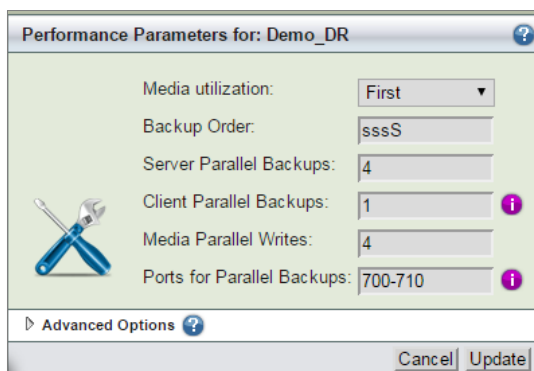 Performance Parameters for: Demo_DR ?
Media utilization: First
Backup Order: sssS
Server Parallel Backups: 4
Client Parallel Backups: 1 i
Media Parallel Writes: 4
Ports for Parallel Backups: 700-710 i
Advanced Options ?
Cancel Update